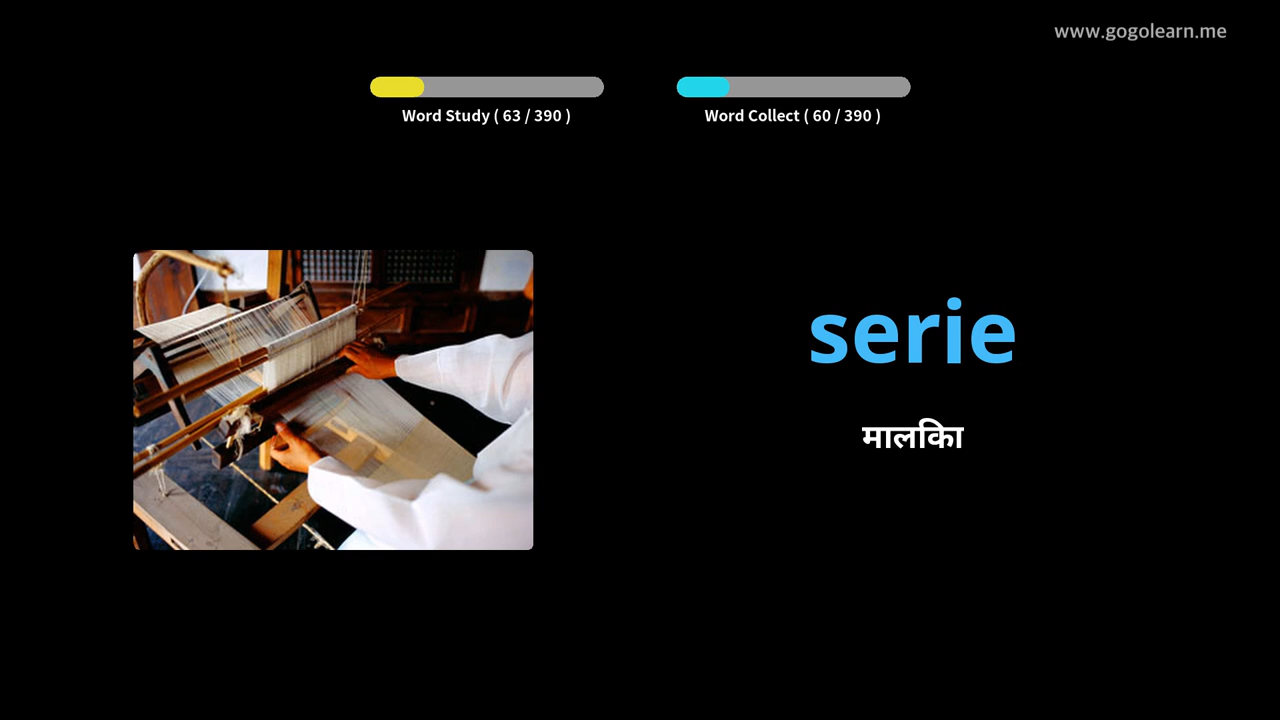 www.gogolearn.me
Word Study ( 63 / 390 )
Word Collect ( 60 / 390 )
serie
मालकिा